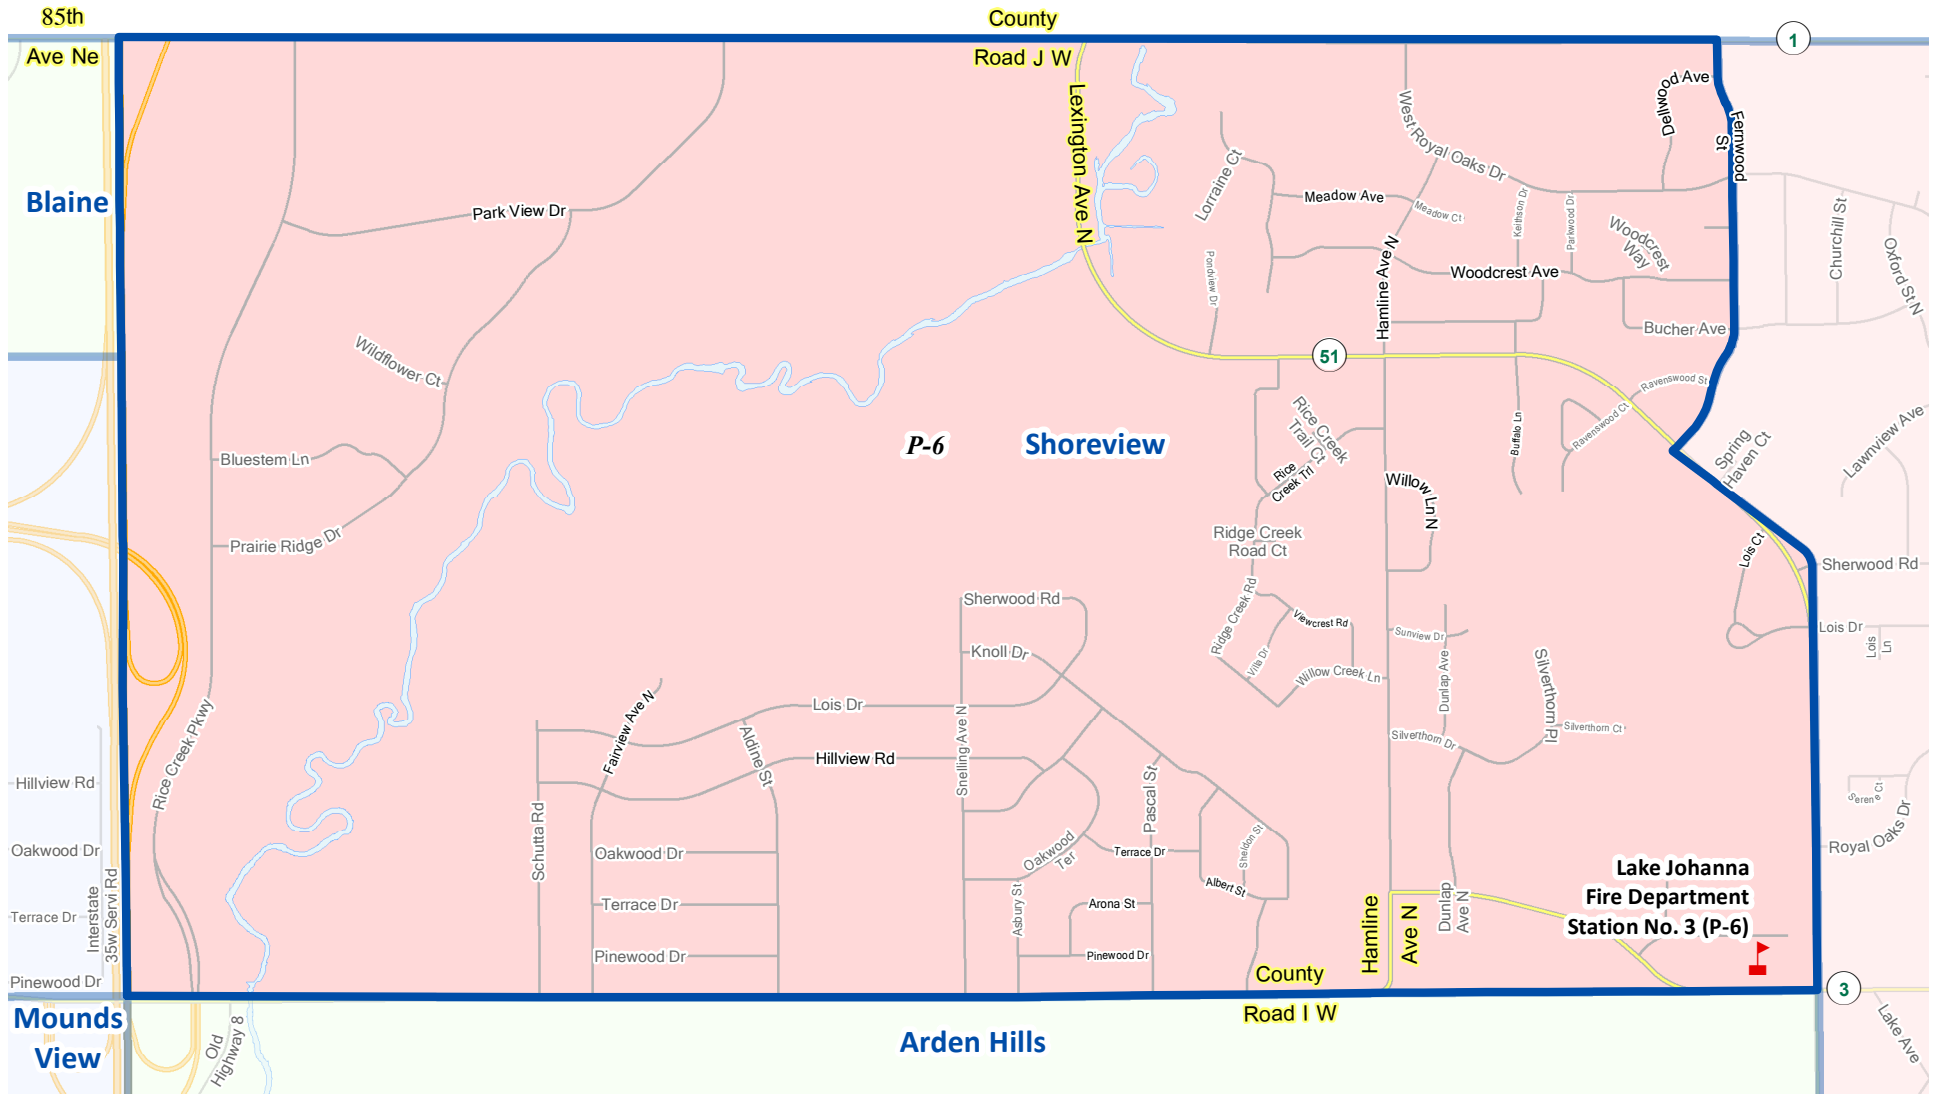 85th
Ave Ne
County
Road J W
1
Blaine
Park View Dr
Lexington Ave N
Lorraine Ct
West Royal Oaks Dr
Dellwood Ave
Fernwood
St
Meadow Ave
Meadow Ct
Keithson Dr
Parkwood Dr
Woodcrest
Way
Churchill St
Oxford St N
Pondview Dr
Hamline Ave N
Woodcrest Ave
Bucher Ave
Wildflower Ct
51
Ravenswood St
Ravenswood Ct
Buffalo Ln
Rice Creek
Trail Ct
Rice
Creek Trl
P-6
Shoreview
Spring
Haven Ct
Lawnview Ave
Bluestem Ln
Willow Ln N
Prairie Ridge Dr
Ridge Creek
Road Ct
Lois Ct
Sherwood Rd
Sherwood Rd
Ridge Creek Rd
Viewcrest Rd
Villa Dr
Willow Creek Ln
Sunview Dr
Dunlap Ave
Lois Dr
Lois
Ln
Knoll Dr
Silverthorn Pl
Silverthorn Ct
Silverthorn Dr
Fairview Ave N
Lois Dr
Snelling Ave N
Aldine St
Hillview Rd
Rice Creek Pkwy
Hillview Rd
Pascal St
Serene Ct
Royal Oaks Dr
Schutta Rd
Oakwood Dr
Oakwood Dr
Oakwood
Ter
Terrace Dr
Sheldon St
Albert St
Lake Johanna
Fire Department
Station No. 3 (P-6)
Interstate
35w Servi Rd
Terrace Dr
Terrace Dr
Asbury St
Arona St
Hamline
Ave N
Dunlap
Ave N
Pinewood Dr
Pinewood Dr
Pinewood Dr
County
Road I W
3
Mounds
View
Old
Highway 8
Arden Hills
Lake Ave